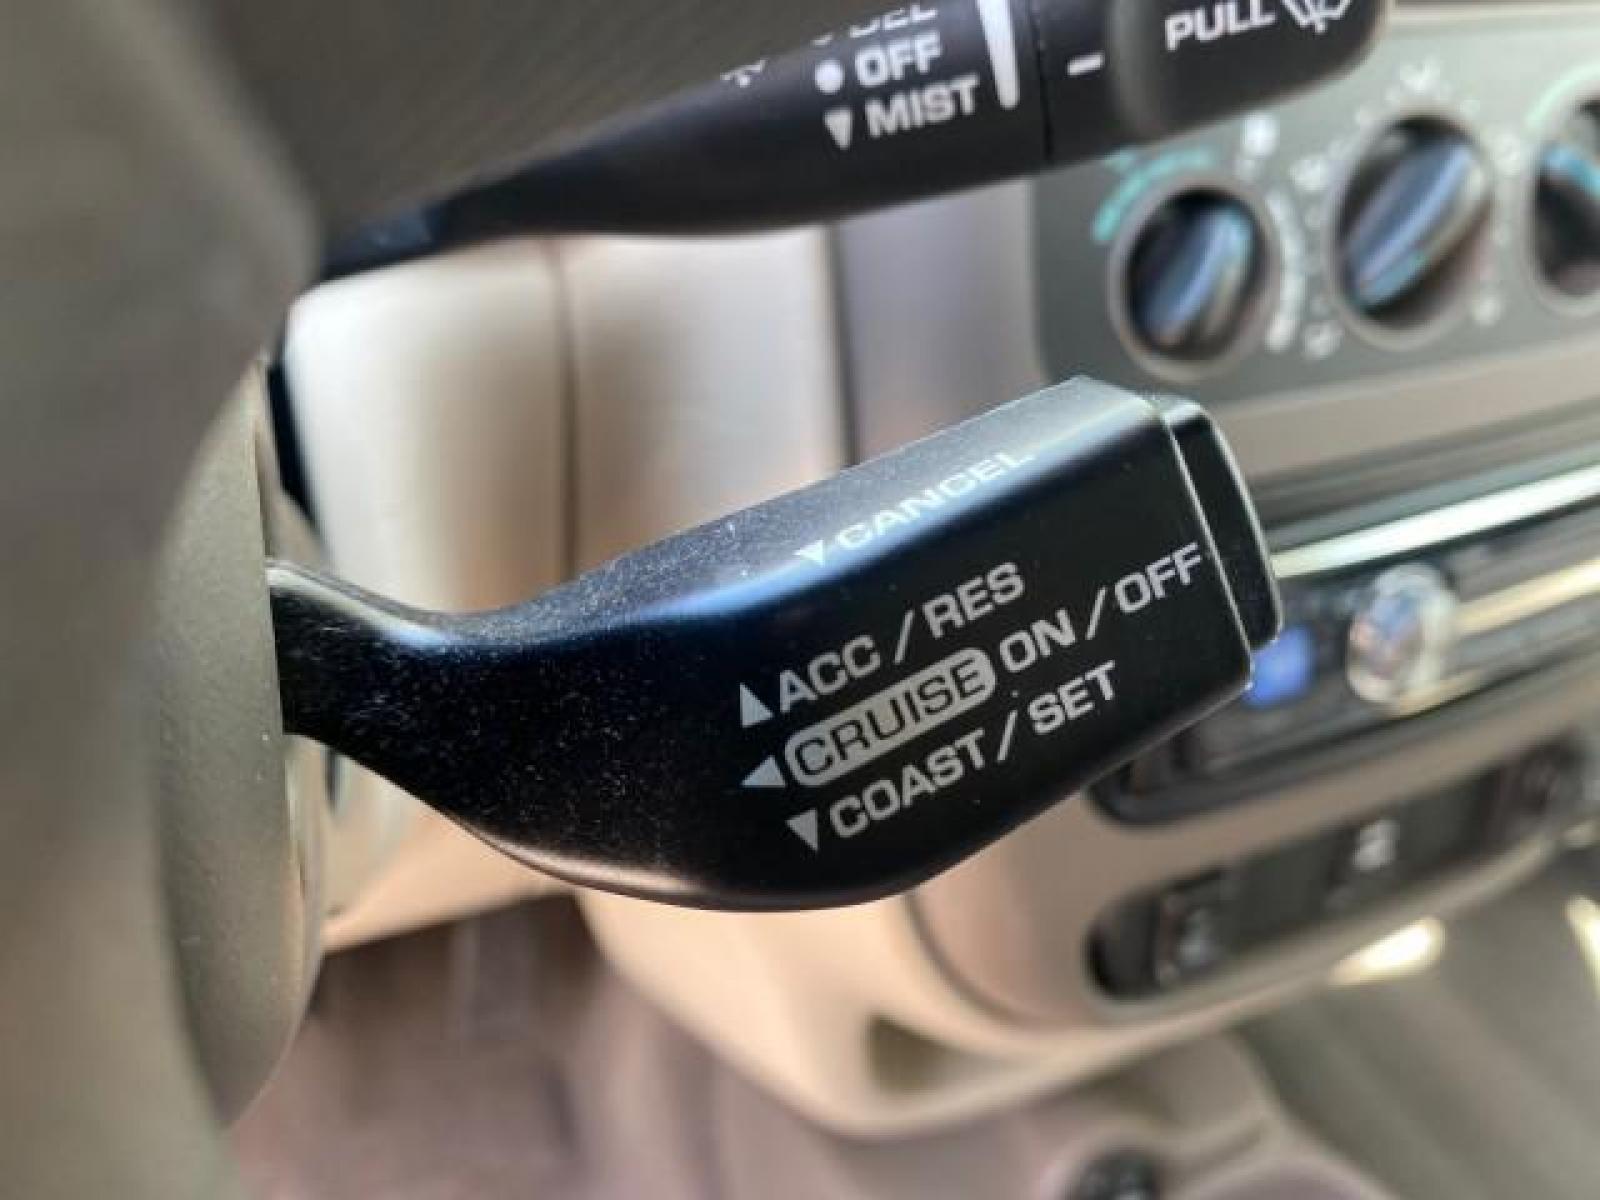 OFF
MIST
PULL
CANCEL
ACC/RES
CRUISE ON/OFF
COAST/SET